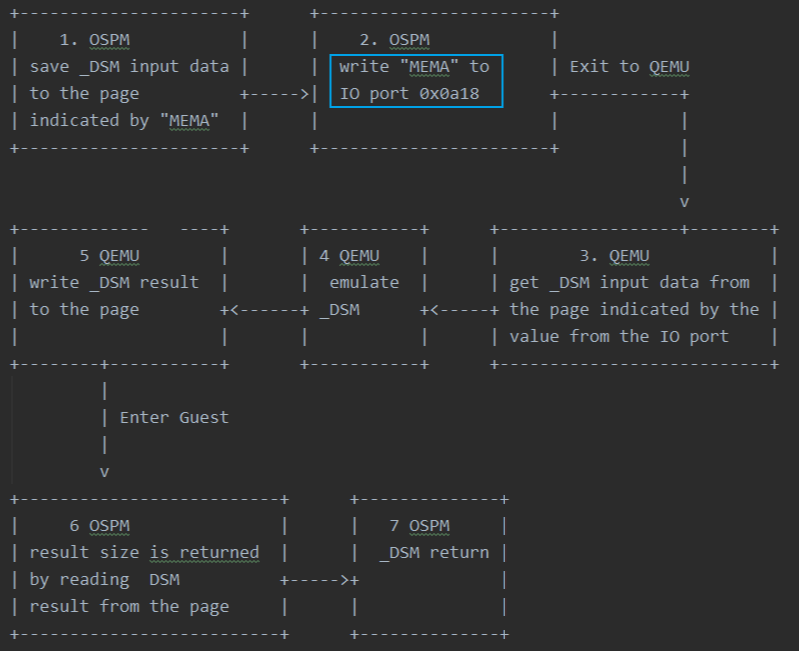 1. OSPM
save _DSM input data
to the page
indicated by "MEMA"
2. OSPM
write "MEMA" to
IO port 0x0a18
Exit to QEMU
3. QEMU
get _DSM input data from
the page indicated by the
value from the IO port
4 QEMU
emulate
_DSM
5 QEMU
write _DSM result
to the page
Enter Guest
6 OSPM
result size is returned
by reading DSM
result from the page
7 OSPM
_DSM return